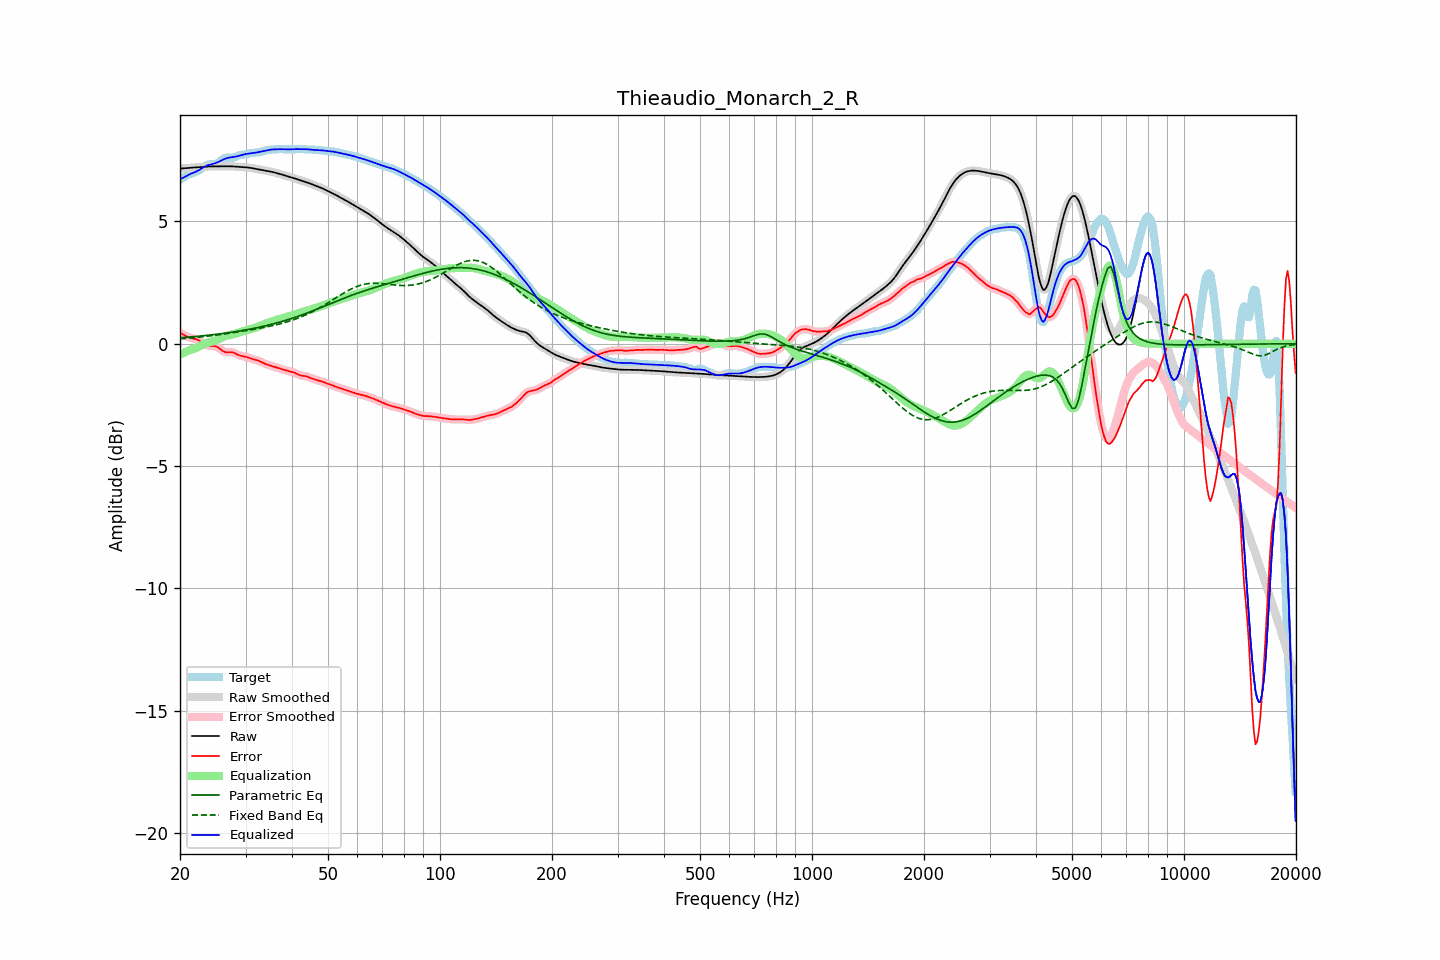 Thieaudio_Monarch_2_R
Amplitude (dBr)
5
0
−5
−10
−15
−20
Target
Raw Smoothed
Error Smoothed
Raw
Error
Equalization
Parametric Eq
Fixed Band Eq
Equalized
20 50 100 200 500 1000 2000 5000 10000 20000
Frequency (Hz)